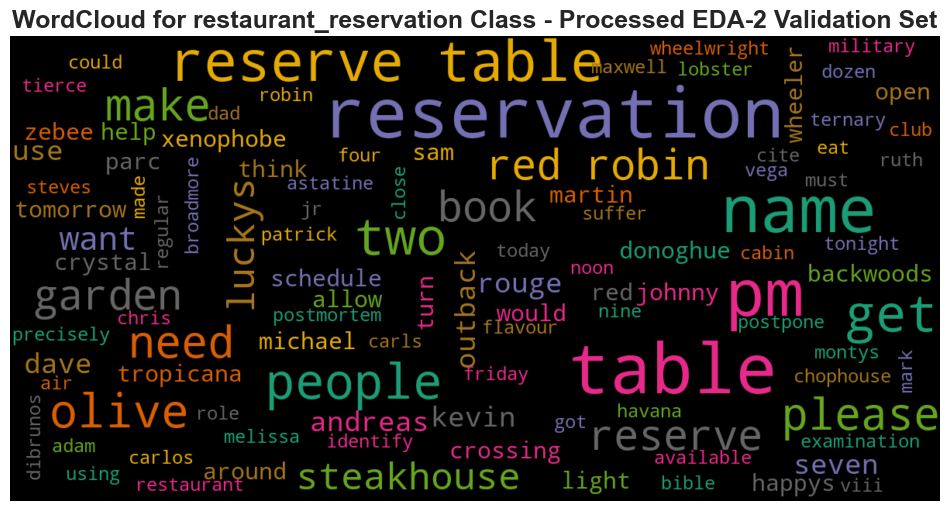 WordCloud for restaurant_reservation Class - Processed EDA-2 Validation Set
reserve table
wheelwright
military
could
maxwell
lobster
wheeler
dozen
tierce
make
dad
robin
reservation
open
zebee
help
xenophobe
ternary
club
use
parc
think
four
sam
red robin
cite
eat
ruth
steves
made
broadmore
astatine
close
book
martin
vega
must
name
tomorrow
regular
luckys
jr
patrick
two
suffer
want
crystal
today
donoghue
cabin
tonight
garden
schedule
allow
turn
outback
rouge
noon
red
johnny
pm
backwoods
chris
postmortem
would
nine
postpone
get
precisely
need
michael
carls
flavour
montys
dave
tropicana
people
friday
table
chophouse
mark
air
olive
role
andreas
kevin
got
havana
please
dibrunos
adam
melissa
identify
crossing
reserve
available
examination
carlos
using
around
restaurant
steakhouse
light
bible
seven
happys
viii